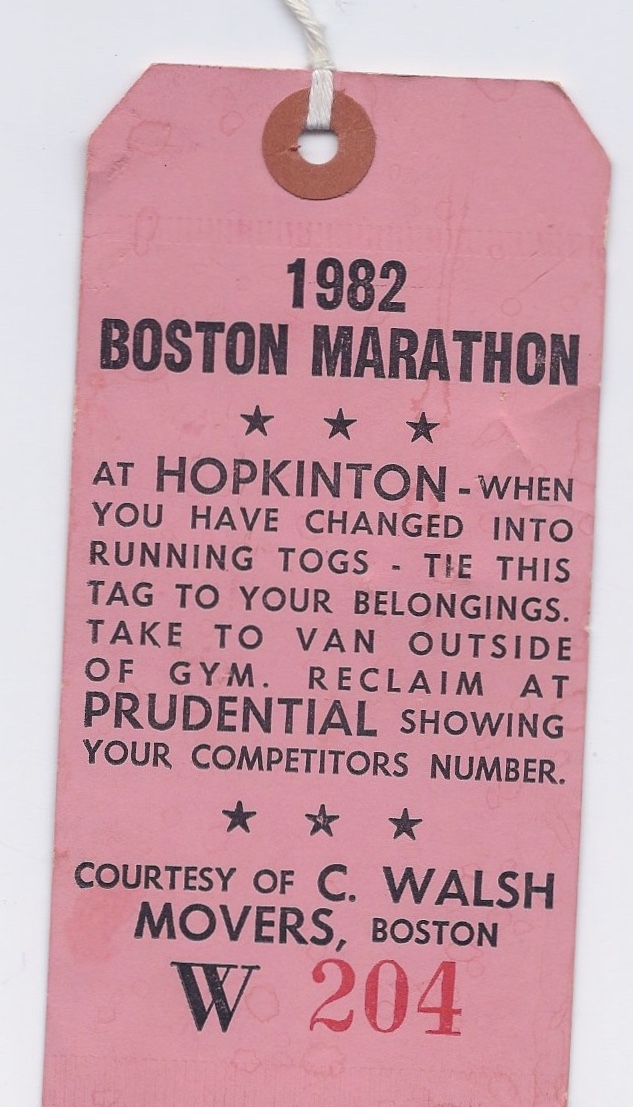 1982
BOSTON MARATHON
★ ★ ★
AT HOPKINTON - WHEN
YOU HAVE CHANGED INTO
RUNNING TOGS - TIE THIS
TAG TO YOUR BELONGINGS.
TAKE TO VAN OUTSIDE
OF GYM. RECLAIM AT
PRUDENTIAL SHOWING
YOUR COMPETITORS NUMBER.
★ ★ ★
COURTESY OF C. WALSH
MOVERS, BOSTON
W 204